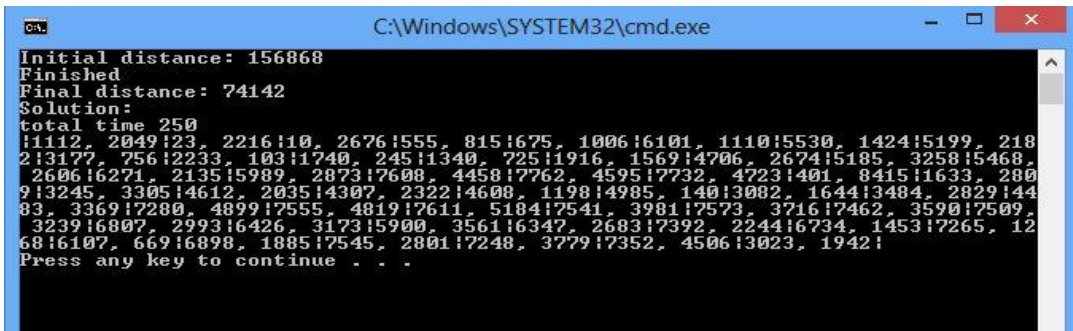 C:\Windows\SYSTEM32\cmd.exe
Initial distance: 156868
Finished
Final distance: 74142
Solution:
total time 250
|1112, 2049|23, 2216|10, 2676|555, 815|675, 1006|6101, 1110|5530, 1424|5199, 218
2|3177, 756|2233, 103|1740, 245|1340, 725|1916, 1569|4706, 2674|5185, 3258|5468,
2606|6271, 2135|5989, 2873|7608, 4458|7762, 4595|7732, 4723|401, 8415|1633, 280
9|3245, 3305|4612, 2035|4307, 2322|4608, 1198|4985, 140|3082, 1644|3484, 2829|44
83, 3369|7280, 4899|7555, 4819|7611, 5184|7541, 3981|7573, 3716|7462, 3590|7509,
3239|6807, 2993|6426, 3173|5900, 3561|6347, 2683|7392, 2244|6734, 1453|7265, 12
68|6107, 669|6898, 1885|7545, 2801|7248, 3779|7352, 4506|3023, 1942|
Press any key to continue . . .